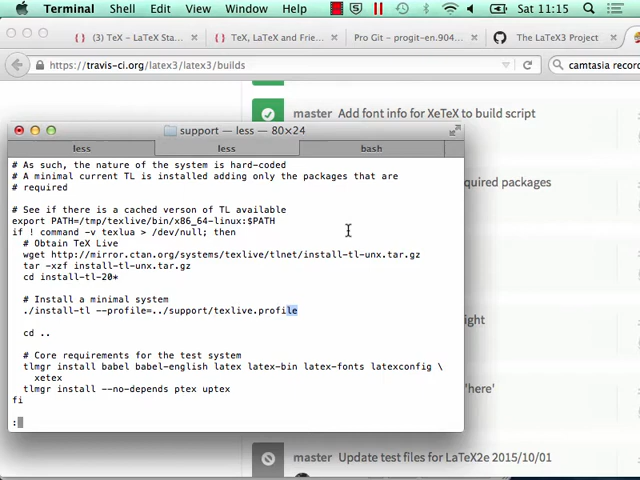 Terminal Shell Edit View Window Help Sat 11:15
(3) TeX - LaTeX Sta...
TeX, LaTeX and Frie...
Pro Git - progit-en.904...
The LaTeX3 Project
https://travis-ci.org/latex3/latex3/builds
camtasia recor
master Add font info for XeTeX to build script
support — less — 80×24
less less bash
# As such, the nature of the system is hard-coded
# A minimal current TL is installed adding only the packages that are
# required
quired packages
# See if there is a cached verson of TL available
export PATH=/tmp/texlive/bin/x86_64-linux:$PATH
if ! command -v texlua > /dev/null; then
# Obtain TeX Live
wget http://mirror.ctan.org/systems/texlive/tlnet/install-tl-unx.tar.gz
tar -xzf install-tl-unx.tar.gz
cd install-tl-20*
# Install a minimal system
./install-tl --profile=../support/texlive.profile
ight
cd ..
# Core requirements for the test system
tlmgr install babel babel-english latex latex-bin latex-fonts latexconfig \
xetex
tlmgr install --no-depends ptex uptex
'here'
fi
:
master Update test files for LaTeX2e 2015/10/01